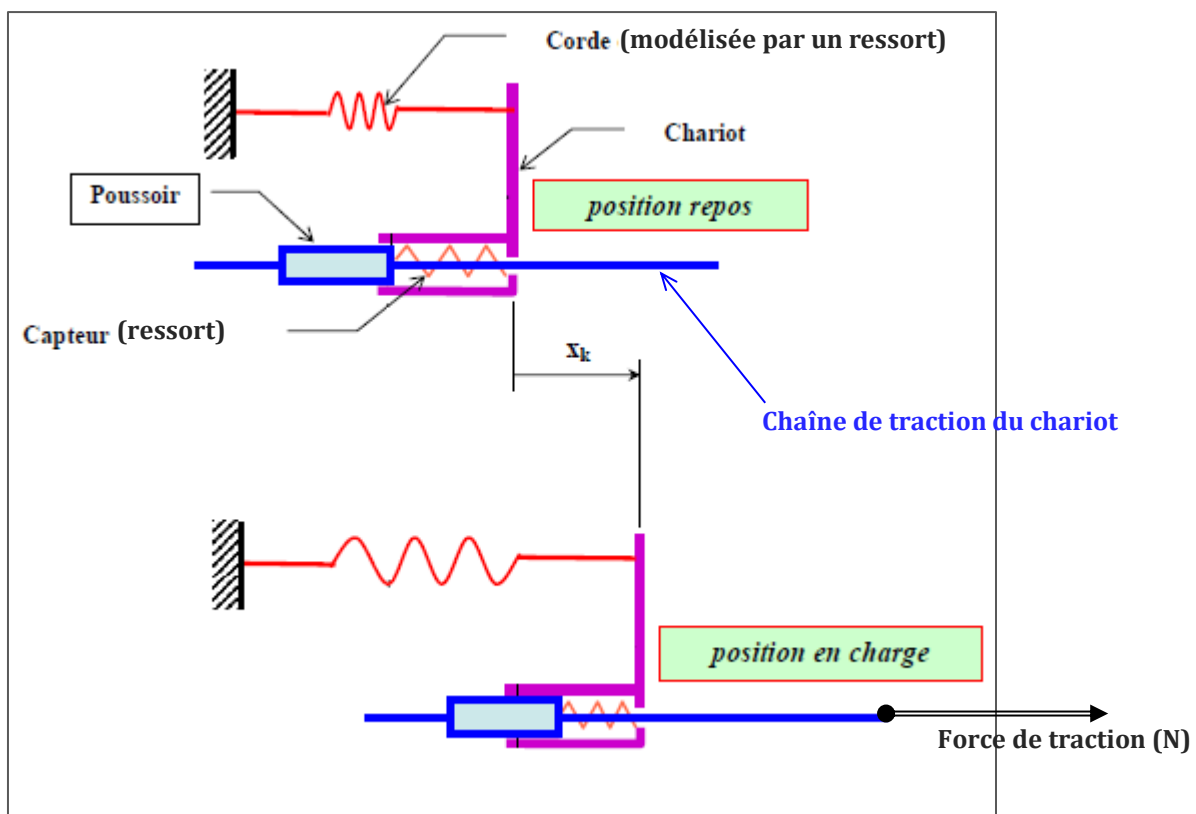 Corde (modélisée par un ressort)
Chariot
Poussoir
position repos
Capteur (ressort)
xk
Chaîne de traction du chariot
position en charge
Force de traction (N)